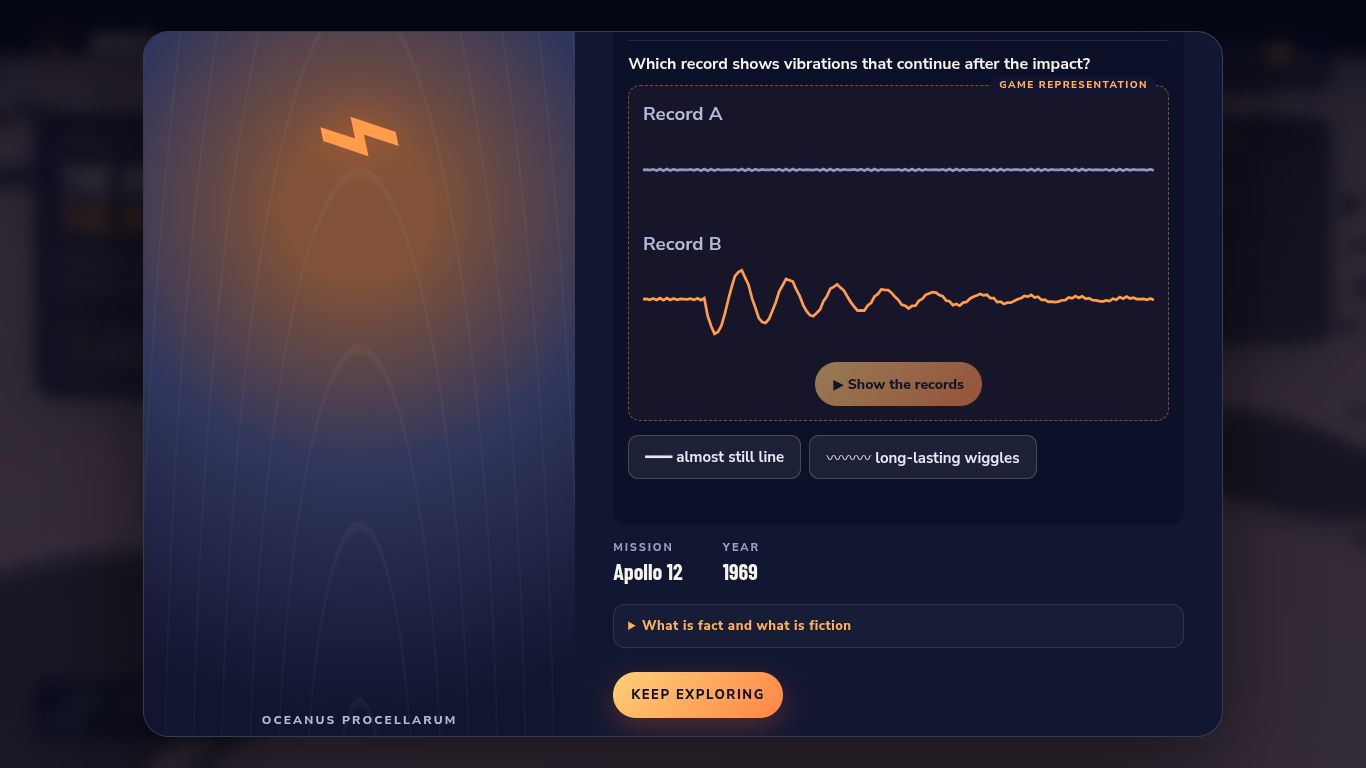 Which record shows vibrations that continue after the impact?
GAME REPRESENTATION
Record A
Record B
▶ Show the records
almost still line
long-lasting wiggles
MISSION
YEAR
Apollo 12
1969
▶ What is fact and what is fiction
KEEP EXPLORING
OCEANUS PROCELLARUM